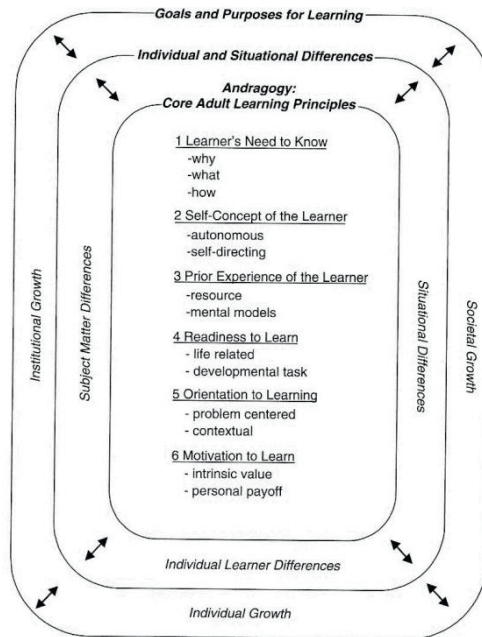 Goals and Purposes for Learning
Individual and Situational Differences
Andragogy:
Core Adult Learning Principles
1 Learner's Need to Know
-why
-what
-how
2 Self-Concept of the Learner
-autonomous
-self-directing
3 Prior Experience of the Learner
-resource
-mental models
4 Readiness to Learn
- life related
- developmental task
5 Orientation to Learning
- problem centered
- contextual
6 Motivation to Learn
- intrinsic value
- personal payoff
Institutional Growth
Subject Matter Differences
Situational Differences
Societal Growth
Individual Learner Differences
Individual Growth